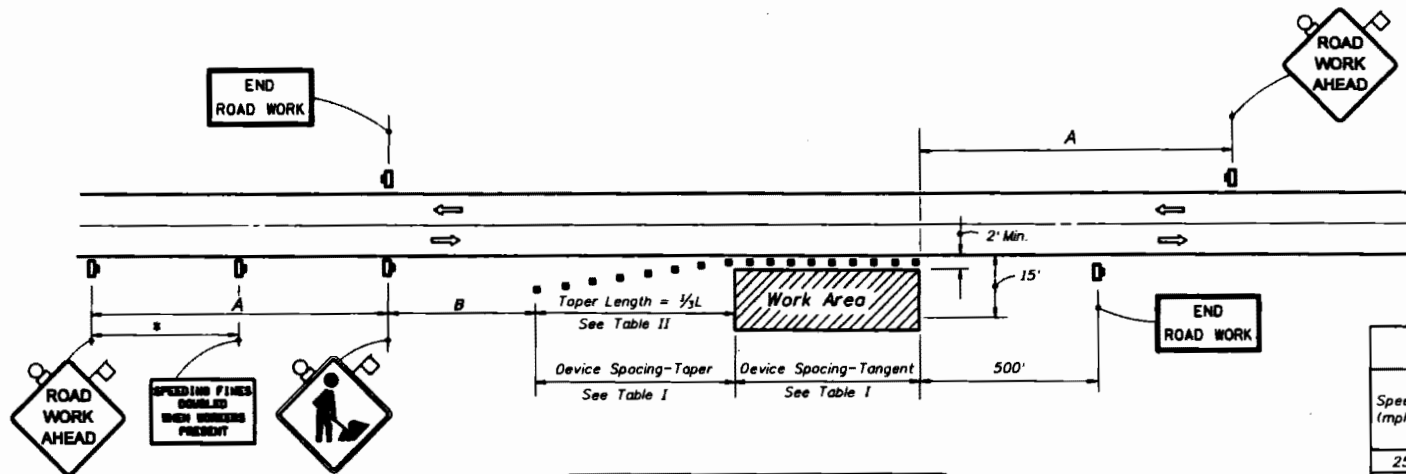 ROAD
WORK
AHEAD
END
ROAD WORK
A
2' Min.
15'
A
B
Taper Length = ⅓L
See Table II
Work Area
*
END
ROAD WORK
Device Spacing-Taper
See Table I
Device Spacing-Tangent
See Table I
500'
ROAD
WORK
AHEAD
SPEEDING FINES
DOUBLED
WHEN WORKERS
PRESENT
25